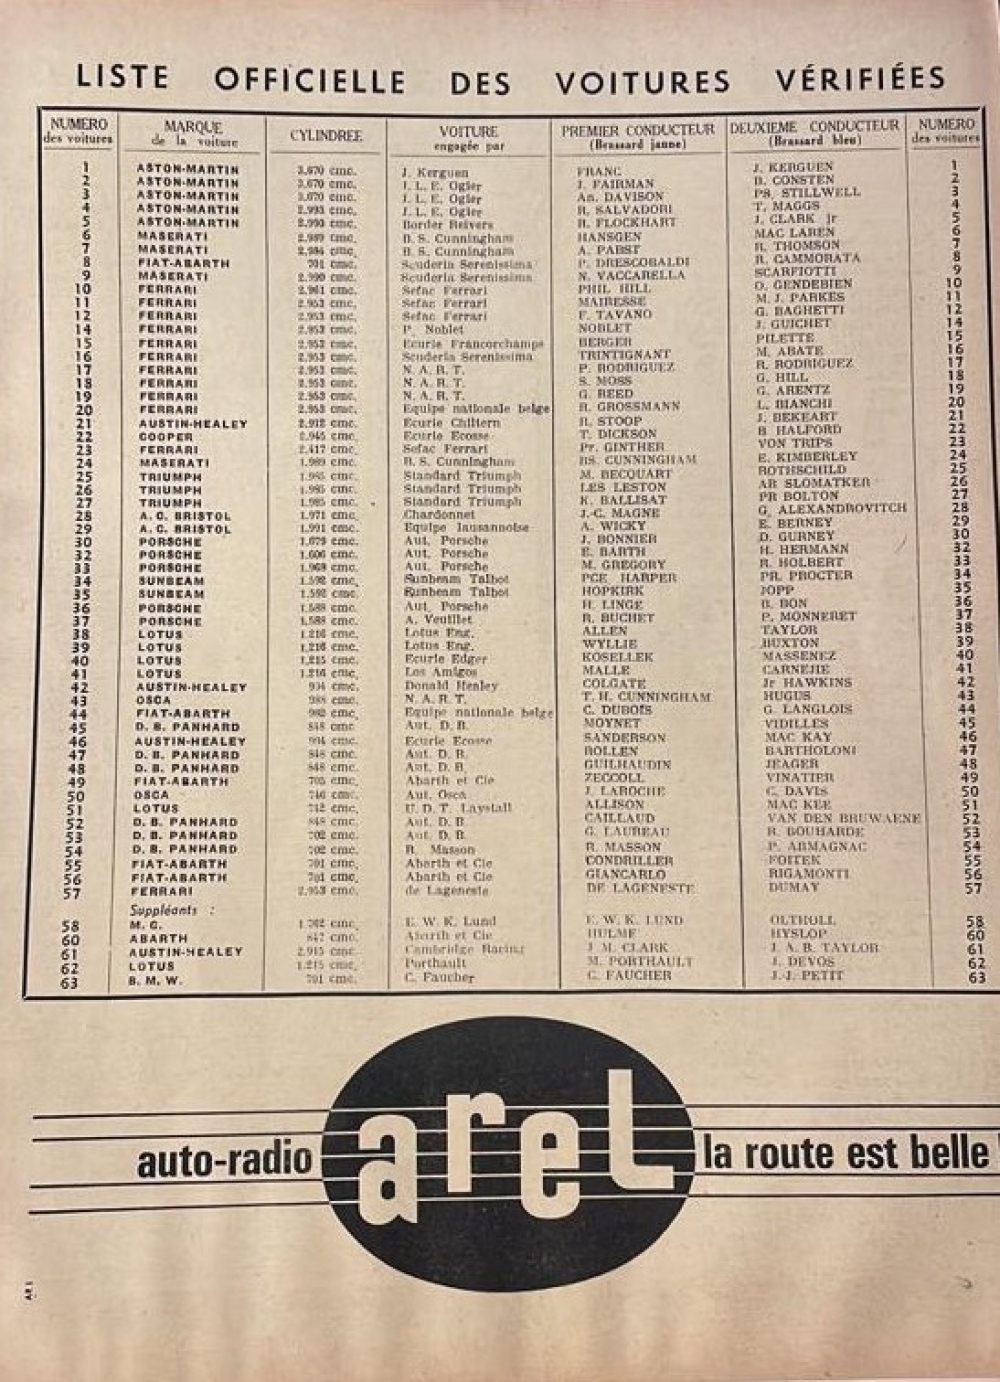 LISTE OFFICIELLE DES VOITURES VÉRIFIÉES
NUMERO des voitures MARQUE de la voiture CYLINDREE VOITURE engagée par PREMIER CONDUCTEUR (Brassard jaune) DEUXIEME CONDUCTEUR (Brassard bleu) NUMERO des voitures
1 ASTON-MARTIN 3.670 cmc. J. Kerguen FRANC J. KERGUEN 1
2 ASTON-MARTIN 3.670 cmc. J. L. E. Ogier J. FAIRMAN B. CONSTEN 2
3 ASTON-MARTIN 3.670 cmc. J. L. E. Ogier An. DAVISON PS. STILLWELL 3
4 ASTON-MARTIN 2.993 cmc. J. L. E. Ogier R. SALVADORI T. MAGGS 4
5 ASTON-MARTIN 2.993 cmc. Border Reivers R. FLOCKHART J. CLARK jr 5
6 MASERATI 2.989 cmc. B. S. Cunningham HANSGEN MAC LAREN 6
7 MASERATI 2.984 cmc. B. S. Cunningham A. PABST R. THOMSON 7
8 FIAT-ABARTH 701 cmc. Scuderia Serenissima P. DRESCOBALDI R. CAMMORATA 8
9 MASERATI 2.990 cmc. Scuderia Serenissima N. VACCARELLA SCARFIOTTI 9
10 FERRARI 2.961 cmc. Sefac Ferrari PHIL HILL O. GENDEBIEN 10
11 FERRARI 2.953 cmc. Sefac Ferrari MAIRESSE M. J. PARKES 11
12 FERRARI 2.953 cmc. Sefac Ferrari F. TAVANO G. BAGHETTI 12
14 FERRARI 2.953 cmc. P. Noblet NOBLET J. GUICHET 14
15 FERRARI 2.953 cmc. Ecurie Francorchamps BERGER PILETTE 15
16 FERRARI 2.953 cmc. Scuderia Serenissima TRINTIGNANT M. ABATE 16
17 FERRARI 2.953 cmc. N. A. R. T. P. RODRIGUEZ R. RODRIGUEZ 17
18 FERRARI 2.953 cmc. N. A. R. T. S. MOSS G. HILL 18
19 FERRARI 2.953 cmc. N. A. R. T. G. REED G. ARENTZ 19
20 FERRARI 2.953 cmc. Equipe nationale belge R. GROSSMANN L. BIANCHI 20
21 AUSTIN-HEALEY 2.912 cmc. Ecurie Chiltern R. STOOP J. BEKEART 21
22 COOPER 2.945 cmc. Ecurie Ecosse T. DICKSON B HALFORD 22
23 FERRARI 2.417 cmc. Sefac Ferrari Pr. GINTHER VON TRIPS 23
24 MASERATI 1.989 cmc. B. S. Cunningham BS. CUNNINGHAM E. KIMBERLEY 24
25 TRIUMPH 1.985 cmc. Standard Triumph M. BECQUART ROTHSCHILD 25
26 TRIUMPH 1.985 cmc. Standard Triumph LES LESTON AB SLOMATKER 26
27 TRIUMPH 1.985 cmc. Standard Triumph K. BALLISAT PR BOLTON 27
28 A. C. BRISTOL 1.971 cmc. Chardonnet J.-C. MAGNE G. ALEXANDROVITCH 28
29 A. C. BRISTOL 1.991 cmc. Equipe lausannoise A. WICKY E. BERNEY 29
30 PORSCHE 1.679 cmc. Aut. Porsche J. BONNIER D. GURNEY 30
32 PORSCHE 1.606 cmc. Aut. Porsche E. BARTH H. HERMANN 32
33 PORSCHE 1.968 cmc. Aut. Porsche M. GREGORY R. HOLBERT 33
34 SUNBEAM 1.592 cmc. Sunbeam Talbot PCE HARPER PR. PROCTER 34
35 SUNBEAM 1.592 cmc. Sunbeam Talbot HOPKIRK JOPP 35
36 PORSCHE 1.588 cmc. Aut. Porsche H. LINGE B. BON 36
37 PORSCHE 1.588 cmc. A. Veuillet R. BUCHET P. MONNERET 37
38 LOTUS 1.216 cmc. Lotus Eng. ALLEN TAYLOR 38
39 LOTUS 1.216 cmc. Lotus Eng. WYLLIE BUXTON 39
40 LOTUS 1.215 cmc. Ecurie Edger KOSELLEK MASSENEZ 40
41 LOTUS 1.216 cmc. Los Amigos MALLE CARNEJIE 41
42 AUSTIN-HEALEY 994 cmc. Donald Healey COLGATE Jr HAWKINS 42
43 OSCA 988 cmc. N. A. R. T. T. H. CUNNINGHAM HUGUS 43
44 FIAT-ABARTH 982 cmc. Equipe nationale belge C. DUBOIS G. LANGLOIS 44
45 D. B. PANHARD 848 cmc Aut. D. B. MOYNET VIDILLES 45
46 AUSTIN-HEALEY 994 cmc. Ecurie Ecosse SANDERSON MAC KAY 46
47 D. B. PANHARD 848 cmc. Aut. D. B. ROLLEN BARTHOLONI 47
48 D. B. PANHARD 848 cmc. Aut. D. B. GUILHAUDIN JEAGER 48
49 FIAT-ABARTH 705 cmc. Abarth et Cie ZECCOLL VINATIER 49
50 OSCA 746 cmc. Aut. Osca J. LAROCHE C. DAVIS 50
51 LOTUS 742 cmc. U. D. T. Laystall ALLISON MAC KEE 51
52 D. B. PANHARD 848 cmc. Aut. D. B. CAILLAUD VAN DEN BRUWAENE 52
53 D. B. PANHARD 702 cmc. Aut. D. B. G. LAUREAU R. BOUHARDE 53
54 D. B. PANHARD 702 cmc. R. Masson R. MASSON P. ARMAGNAC 54
55 FIAT-ABARTH 701 cmc. Abarth et Cie CONDRILLER FOITEK 55
56 FIAT-ABARTH 701 cmc. Abarth et Cie GIANCARLO RIGAMONTI 56
57 FERRARI 2.953 cmc. de Lageneste DE LAGENESTE DUMAY 57
Suppléants :
58 M. G. 1.762 cmc. E. W. K. Lund E. W. K. LUND OLTHOLL 58
60 ABARTH 847 cmc. Abarth et Cie HULME HYSLOP 60
61 AUSTIN-HEALEY 2.915 cmc. Cambridge Racing J. M. CLARK J. A. B. TAYLOR 61
62 LOTUS 1.215 cmc. Porthault M. PORTHAULT J. DEVOS 62
63 B. M. W. 701 cmc. C. Faucher C. FAUCHER J.-J. PETIT 63
auto-radio arel la route est belle